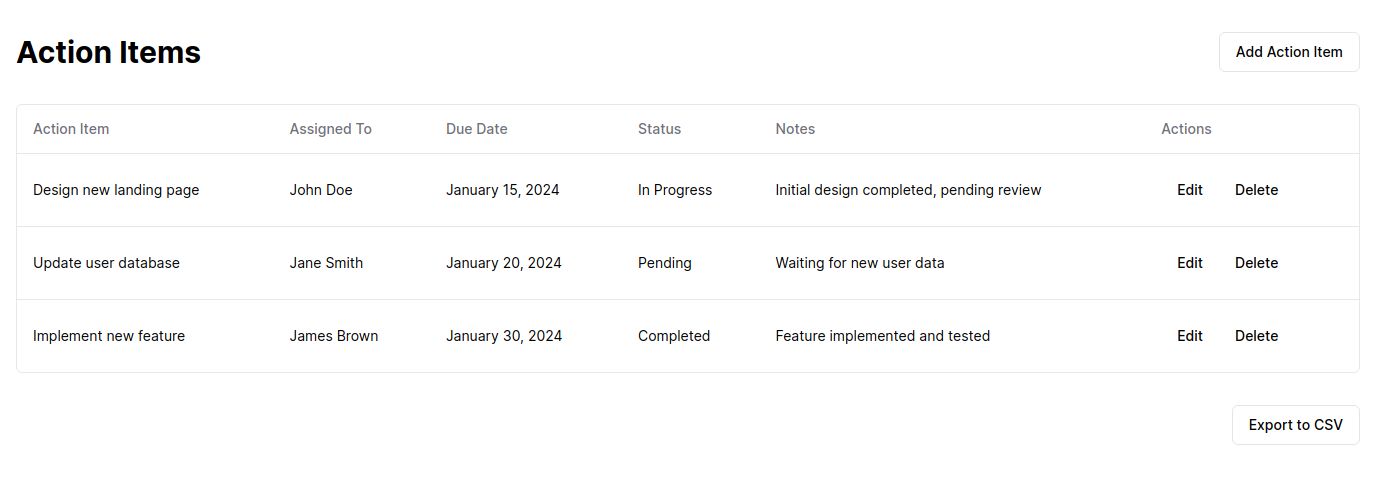 Action Items
Add Action Item
Action Item Assigned To Due Date Status Notes Actions
Design new landing page John Doe January 15, 2024 In Progress Initial design completed, pending review Edit Delete
Update user database Jane Smith January 20, 2024 Pending Waiting for new user data Edit Delete
Implement new feature James Brown January 30, 2024 Completed Feature implemented and tested Edit Delete
Export to CSV